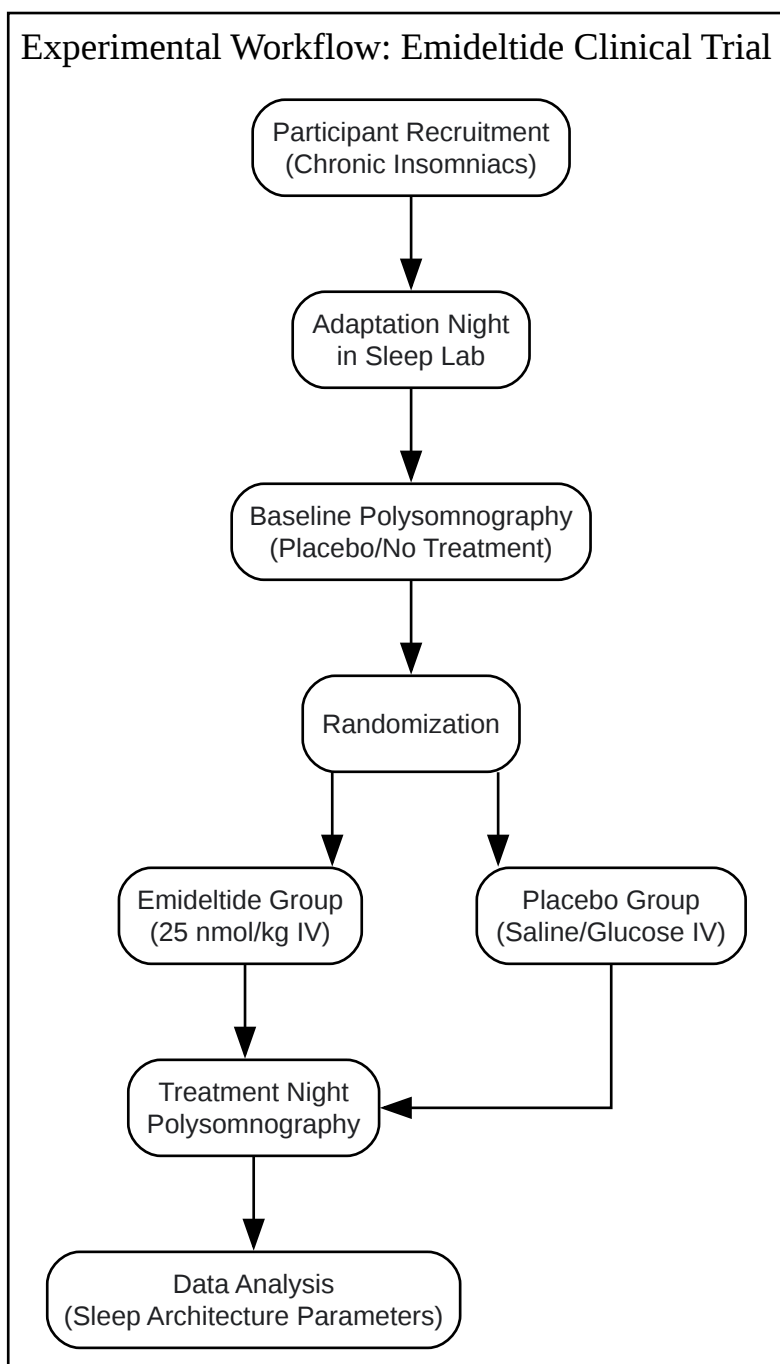 Experimental Workflow: Emideltide Clinical Trial
Participant Recruitment
(Chronic Insomniacs)
Adaptation Night
in Sleep Lab
Baseline Polysomnography
(Placebo/No Treatment)
Randomization
Emideltide Group
(25 nmol/kg IV)
Placebo Group
(Saline/Glucose IV)
Treatment Night
Polysomnography
Data Analysis
(Sleep Architecture Parameters)